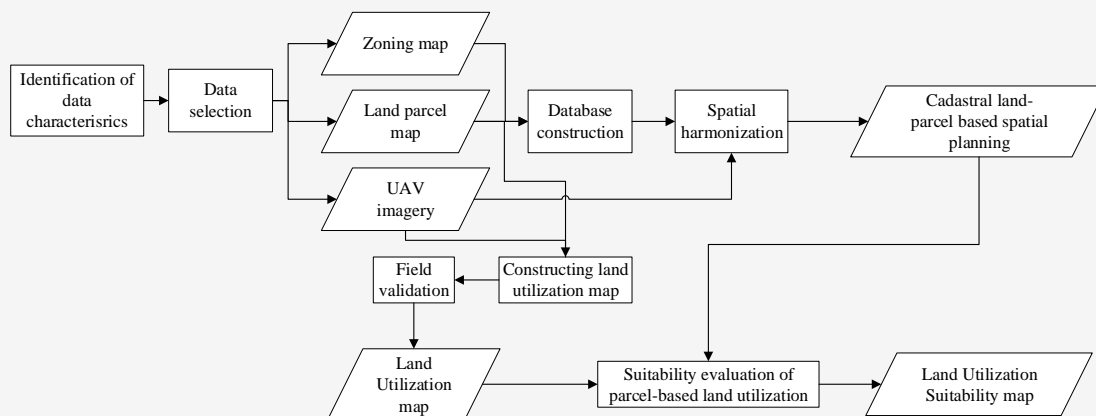 Identification of
data
characterisrics
Data
selection
Zoning map
Land parcel
map
UAV
imagery
Database
construction
Spatial
harmonization
Cadastral land-
parcel based spatial
planning
Field
validation
Constructing land
utilization map
Land
Utilization
map
Suitability evaluation of
parcel-based land utilization
Land Utilization
Suitability map